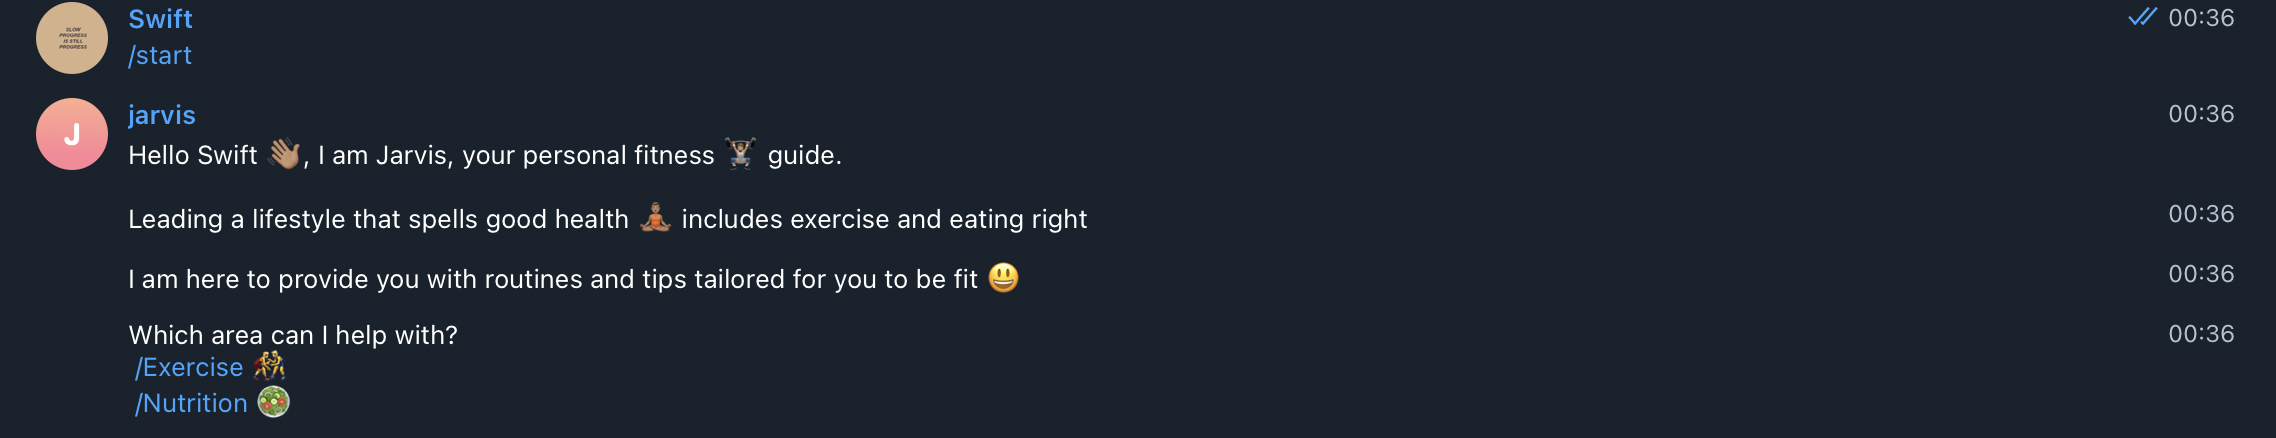 SLOW
PROGRESS
IS STILL
PROGRESS
Swift
00:36
/start
J
jarvis
00:36
Hello Swift 👋🏽, I am Jarvis, your personal fitness 🏋🏽 guide.
Leading a lifestyle that spells good health 🧘🏽 includes exercise and eating right
00:36
I am here to provide you with routines and tips tailored for you to be fit 😃
00:36
Which area can I help with?
00:36
/Exercise 🤼
/Nutrition 🥗